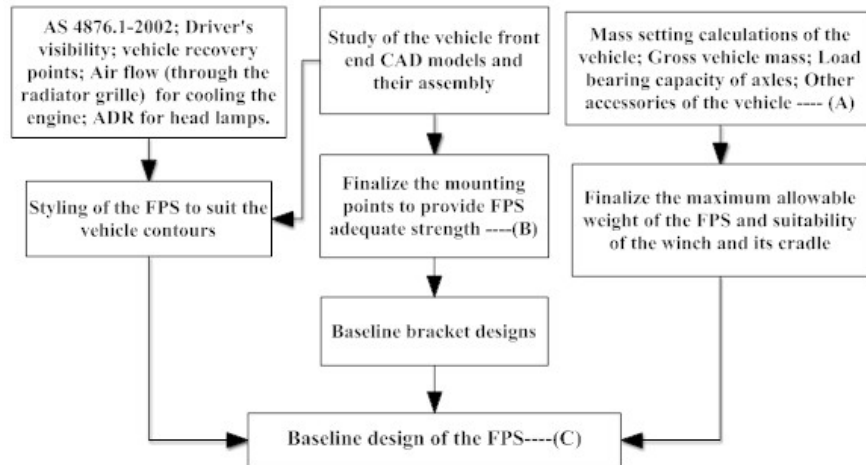 AS 4876.1-2002; Driver's
visibility; vehicle recovery
points; Air flow (through the
radiator grille) for cooling the
engine; ADR for head lamps.
Study of the vehicle front
end CAD models and
their assembly
Mass setting calculations of the
vehicle; Gross vehicle mass; Load
bearing capacity of axles; Other
accessories of the vehicle ---- (A)
Styling of the FPS to suit the
vehicle contours
Finalize the mounting
points to provide FPS
adequate strength ----(B)
Finalize the maximum allowable
weight of the FPS and suitability
of the winch and its cradle
Baseline bracket designs
Baseline design of the FPS----(C)